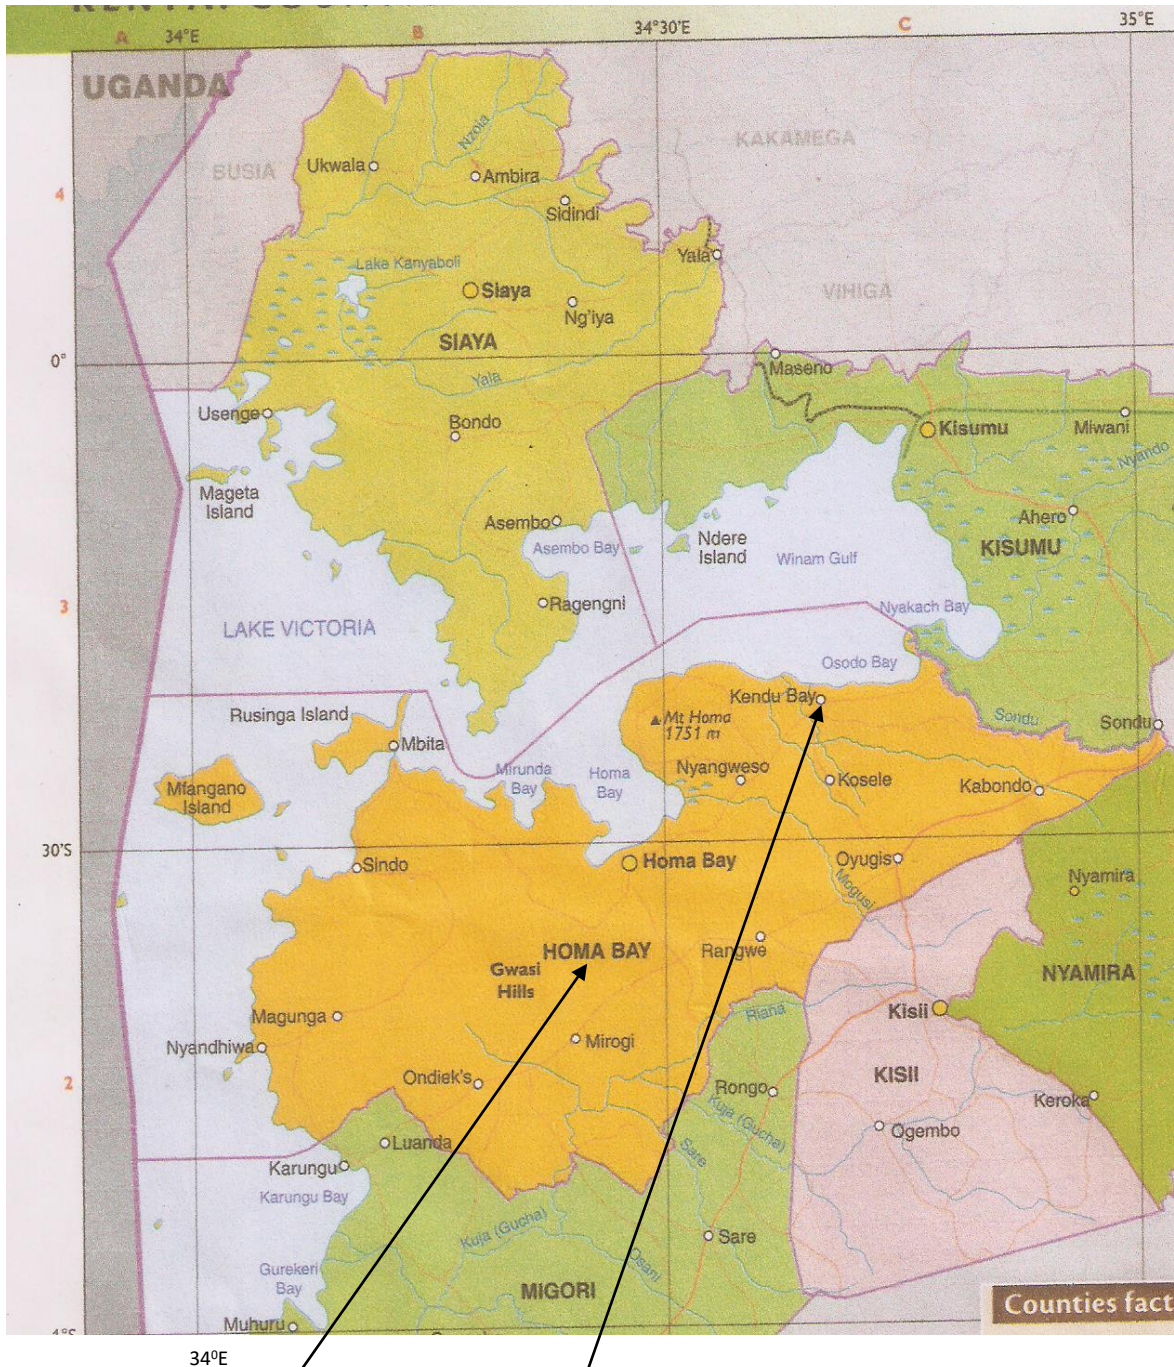 34°E
34°30'E
35°E
A
B
C
UGANDA
BUSIA
KAKAMEGA
VIHIGA
4
Nzoia
Ukwala
Ambira
Sidindi
Yala
Lake Kanyaboli
Siaya
Ng'iya
SIAYA
0°
Maseno
Yala
Usenge
Bondo
Kisumu
Miwani
Nyando
Mageta
Island
Asembo
Ahero
Asembo Bay
Ndere
Island
Winam Gulf
KISUMU
3
Ragengni
Nyakach Bay
LAKE VICTORIA
Osodo Bay
Rusinga Island
Kendu Bay
Mt Homa
1751 m
Sondu
Sondu
Mbita
Mirunda
Bay
Homa
Bay
Nyangweso
Kosele
Kabondo
Mfangano
Island
30'S
Sindo
Homa Bay
Oyugis
Mogusi
Nyamira
Rangwe
HOMA BAY
Gwasi
Hills
NYAMIRA
Magunga
Riana
Kisii
Nyandhiwa
Mirogi
2
Ondiek's
Rongo
KISII
Keroka
Kuja (Gucha)
Ogembo
Luanda
Sare
Karungu
Karungu Bay
Kuja (Gucha)
Sare
Osani
Gurekeri
Bay
MIGORI
Counties fact
Muhuru
1°S
34⁰E